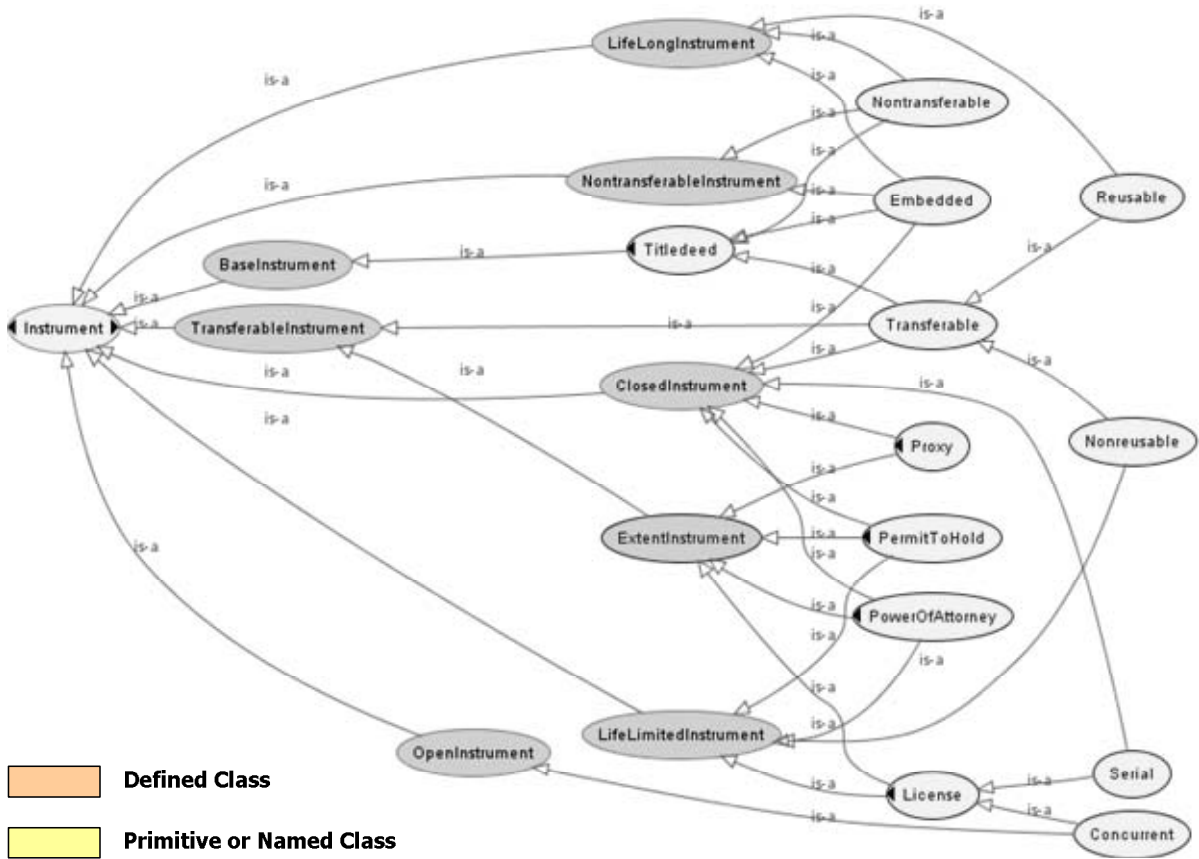 is-a
LifeLongInstrument
is-a
is-a
is-a
Nontransferable
is-a
is-a
is-a
NontransferableInstrument
is-a
Embedded
Reusable
is-a
Titledeed
is-a
is-a
BaseInstrument
is-a
is-a
is-a
Instrument
is-a
TransferableInstrument
is-a
Transferable
is-a
is-a
is-a
is-a
ClosedInstrument
is-a
is-a
is-a
Proxy
Nonreusable
is-a
is-a
ExtentInstrument
is-a
PermitToHold
is-a
is-a
is-a
PowerOfAttorney
is-a
is-a
is-a
LifeLimitedInstrument
is-a
OpenInstrument
Defined Class
is-a
License
is-a
Serial
is-a
is-a
Concurrent
Primitive or Named Class